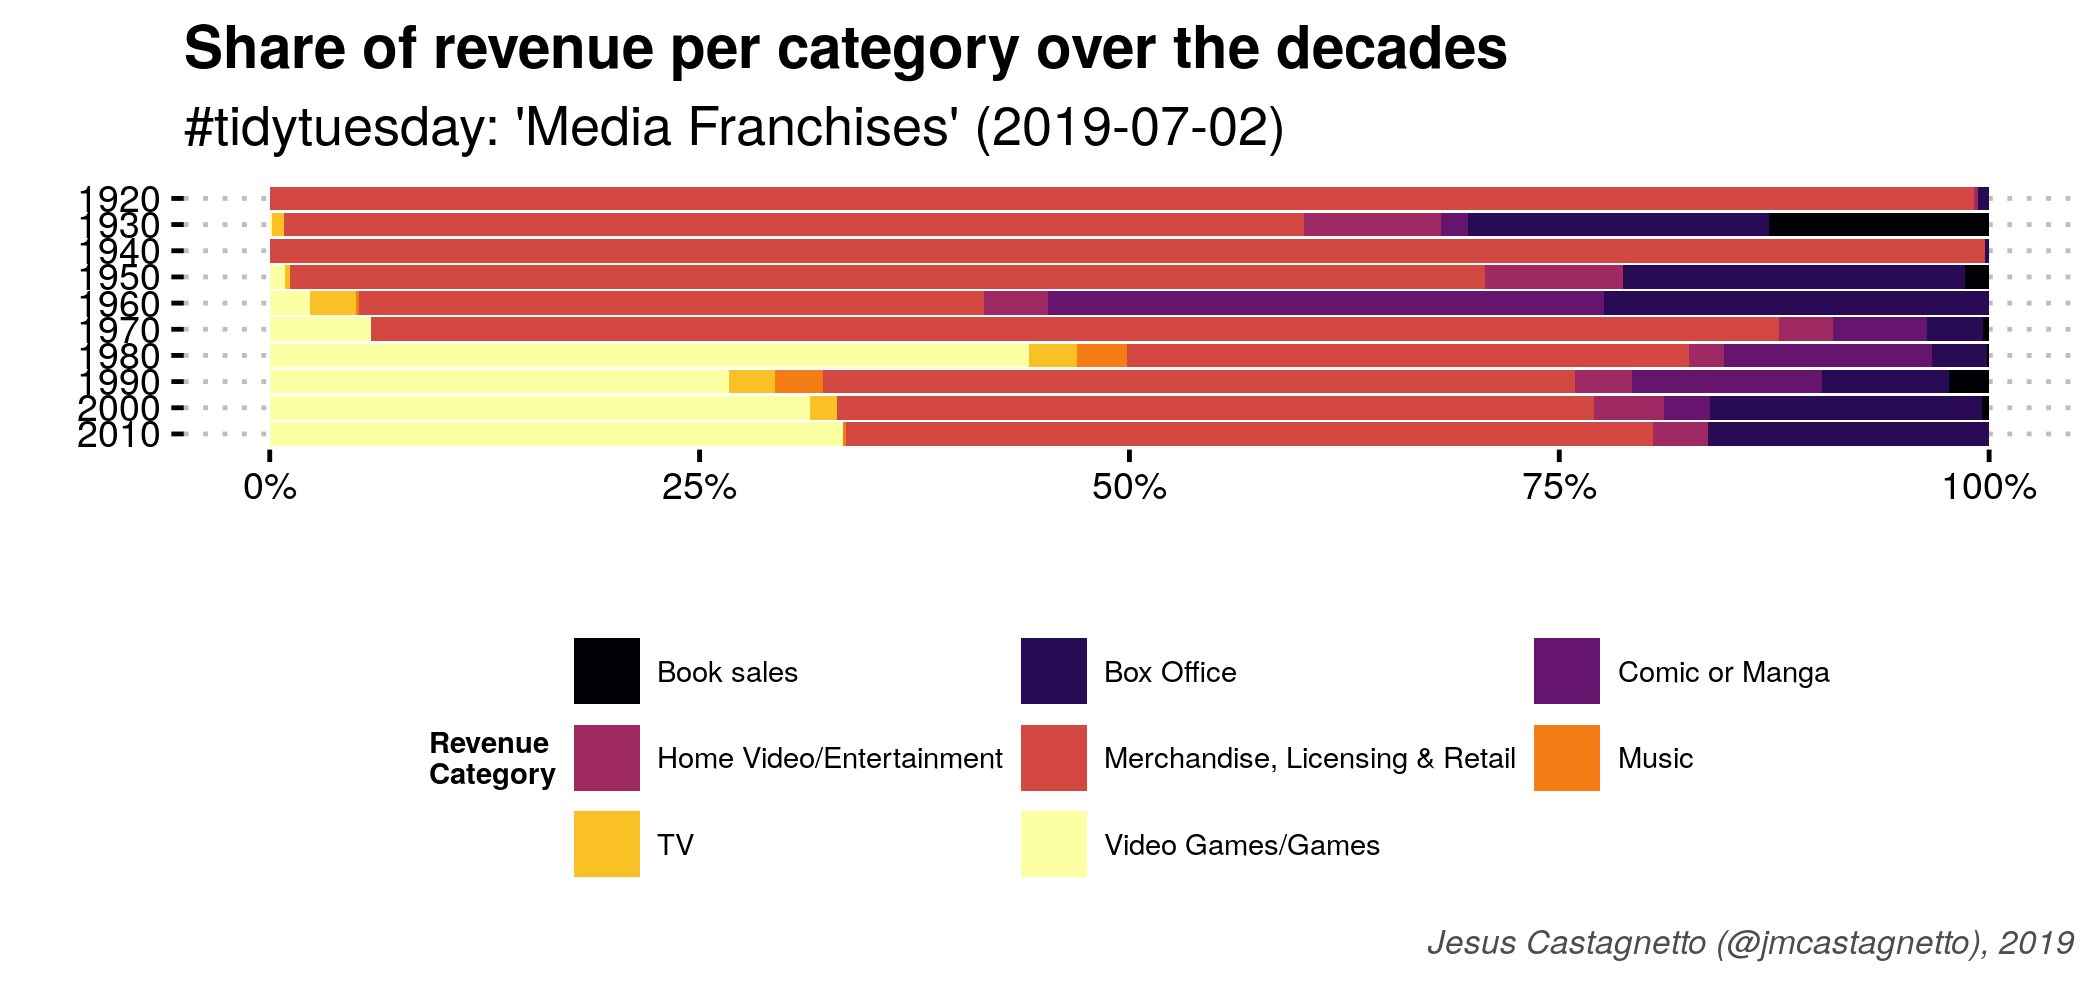 Share of revenue per category over the decades
#tidytuesday: 'Media Franchises' (2019-07-02)
1920
1930
1940
1950
1960
1970
1980
1990
2000
2010
0% 25% 50% 75% 100%
Book sales Box Office Comic or Manga
Revenue
Category
Home Video/Entertainment Merchandise, Licensing & Retail Music
TV Video Games/Games
Jesus Castagnetto (@jmcastagnetto), 2019